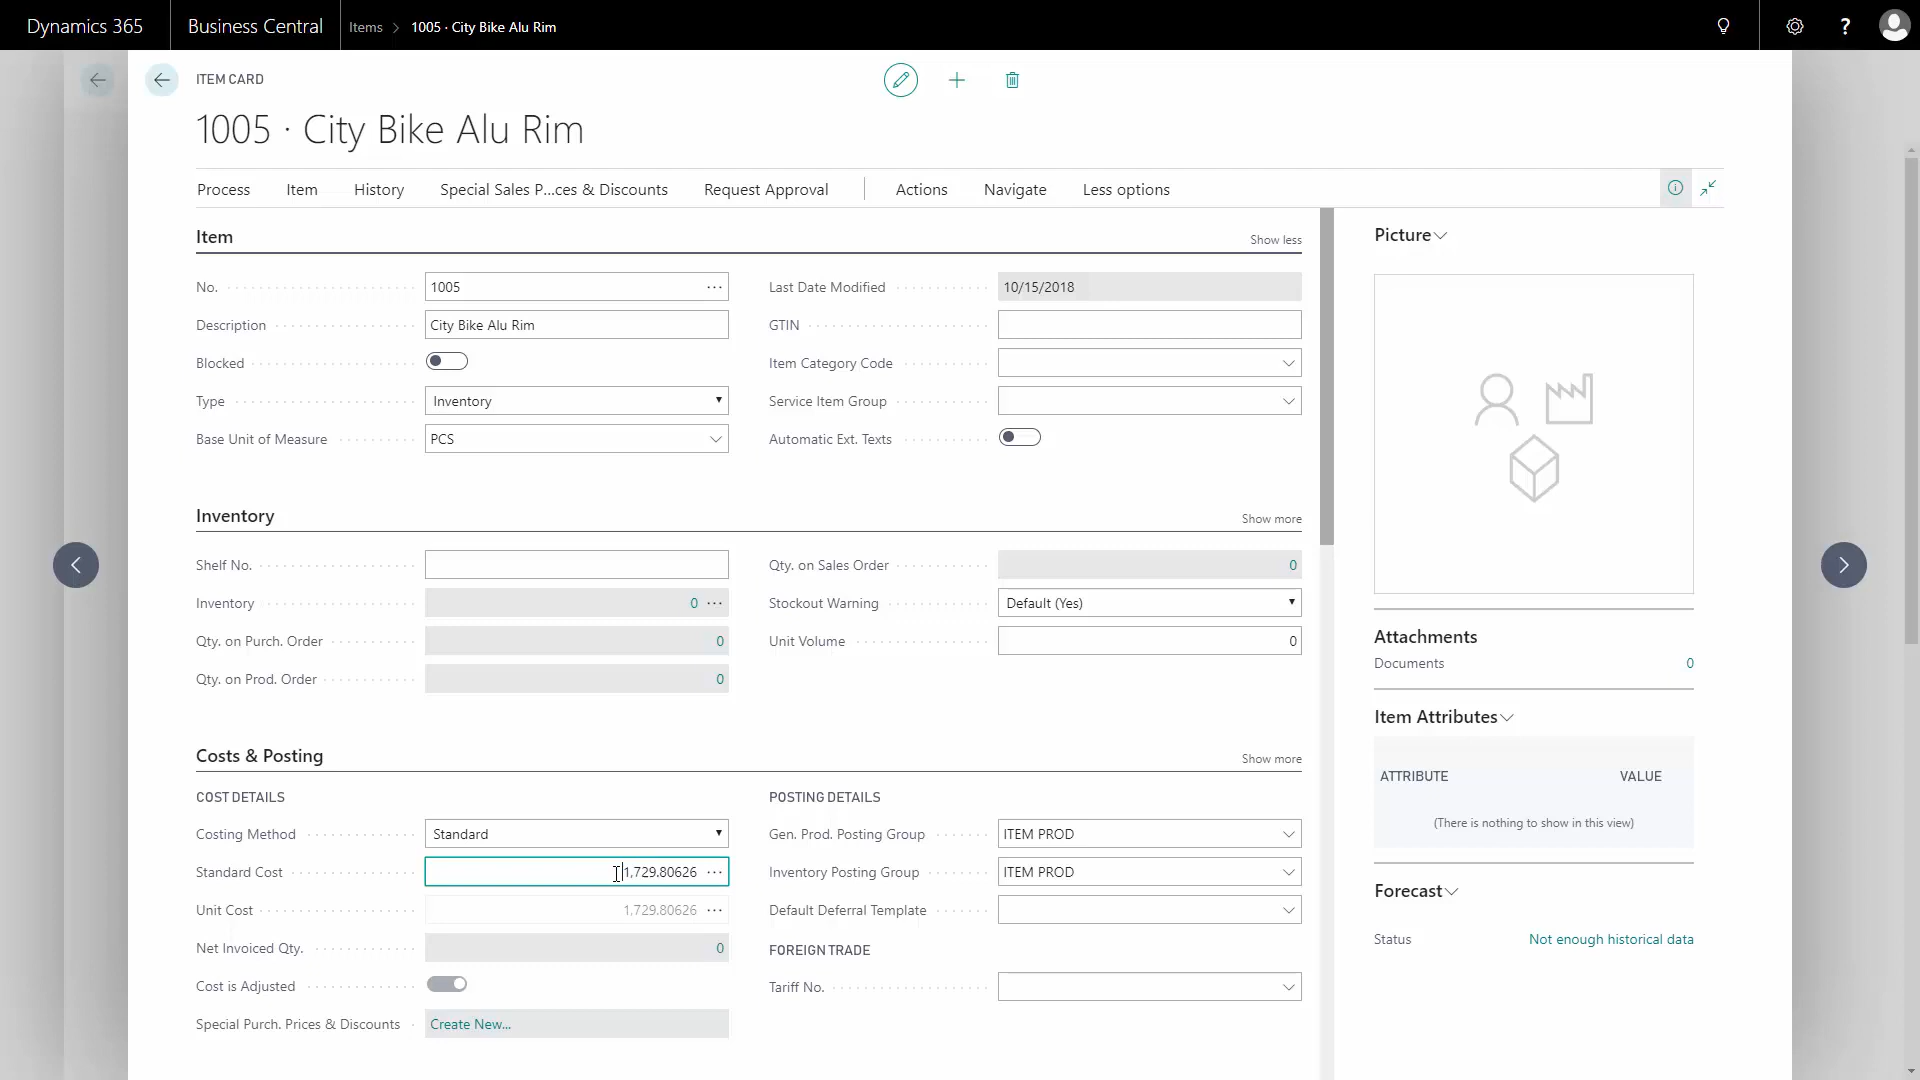 Dynamics 365 Business Central Items > 1005 · City Bike Alu Rim ?
ITEM CARD
1005 · City Bike Alu Rim
Process Item History Special Sales P...ces & Discounts Request Approval Actions Navigate Less options
Item Show less
No. 1005 ...
Description City Bike Alu Rim
Blocked
Type Inventory
Base Unit of Measure PCS
Last Date Modified 10/15/2018
GTIN
Item Category Code
Service Item Group
Automatic Ext. Texts
Inventory Show more
Shelf No.
Inventory 0 ...
Qty. on Purch. Order 0
Qty. on Prod. Order 0
Qty. on Sales Order 0
Stockout Warning Default (Yes)
Unit Volume 0
Costs & Posting Show more
COST DETAILS
Costing Method Standard
Standard Cost 1,729.80626 ...
Unit Cost 1,729.80626 ...
Net Invoiced Qty. 0
Cost is Adjusted
Special Purch. Prices & Discounts Create New...
POSTING DETAILS
Gen. Prod. Posting Group ITEM PROD
Inventory Posting Group ITEM PROD
Default Deferral Template
FOREIGN TRADE
Tariff No.
Picture
Attachments
Documents 0
Item Attributes
ATTRIBUTE VALUE
(There is nothing to show in this view)
Forecast
Status Not enough historical data